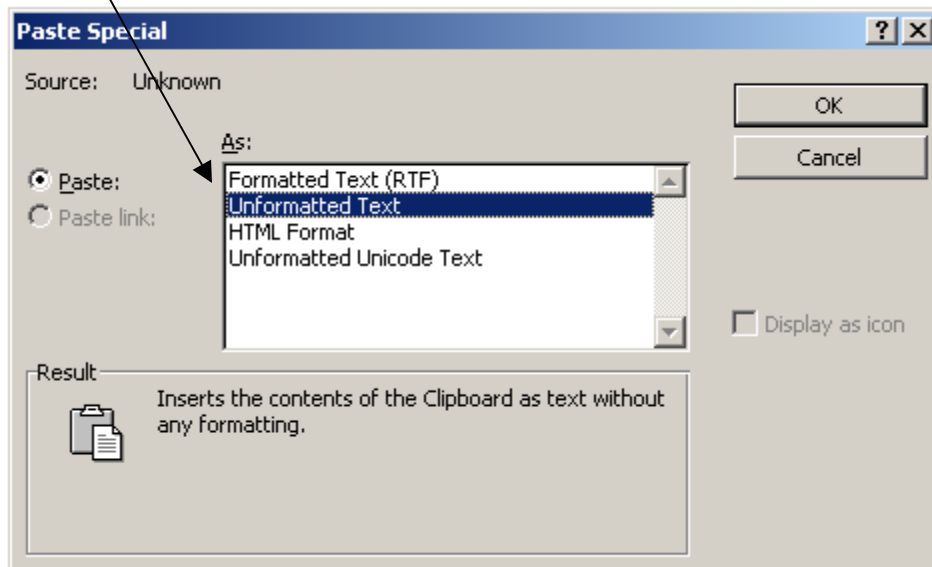 Paste Special
Source: Unknown
OK
As:
Cancel
Paste:
Formatted Text (RTF)
Paste link:
Unformatted Text
HTML Format
Unformatted Unicode Text
Display as icon
Result
Inserts the contents of the Clipboard as text without
any formatting.